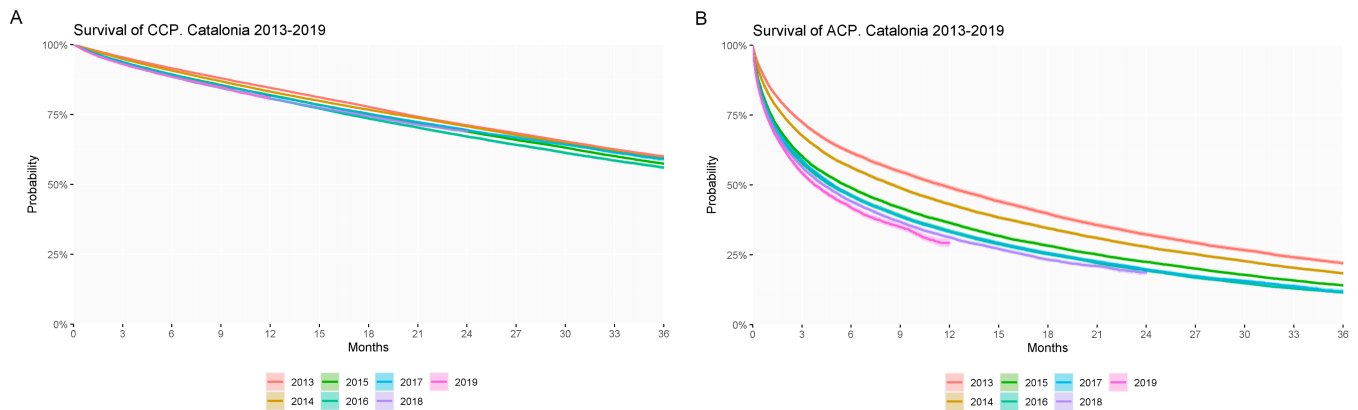 A
Survival of CCP. Catalonia 2013-2019
Probability
100%
75%
50%
25%
0%
0 3 6 9 12 15 18 21 24 27 30 33 36
Months
2013 2015 2017 2019
2014 2016 2018
B
Survival of ACP. Catalonia 2013-2019
Probability
100%
75%
50%
25%
0%
0 3 6 9 12 15 18 21 24 27 30 33 36
Months
2013 2015 2017 2019
2014 2016 2018